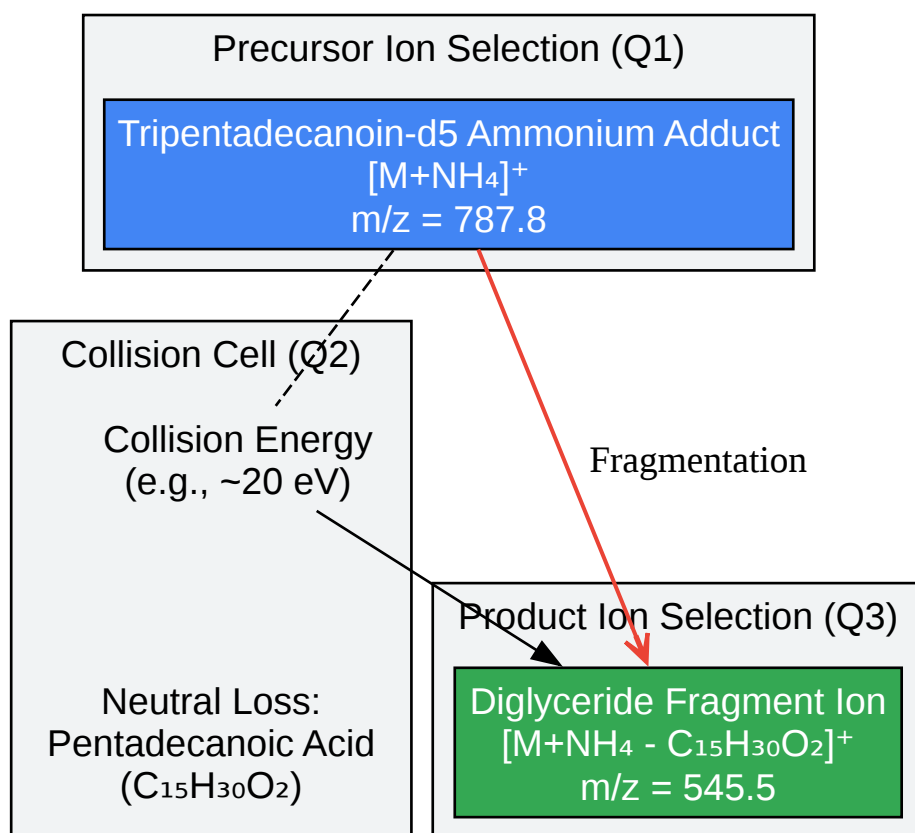 Precursor Ion Selection (Q1)
Tripentadecanoin-d5 Ammonium Adduct
[M+NH₄]⁺
m/z = 787.8
Collision Cell (Q2)
Collision Energy
(e.g., ~20 eV)
Fragmentation
Product Ion Selection (Q3)
Diglyceride Fragment Ion
[M+NH₄ - C₁₅H₃₀O₂]⁺
m/z = 545.5
Neutral Loss:
Pentadecanoic Acid
(C₁₅H₃₀O₂)